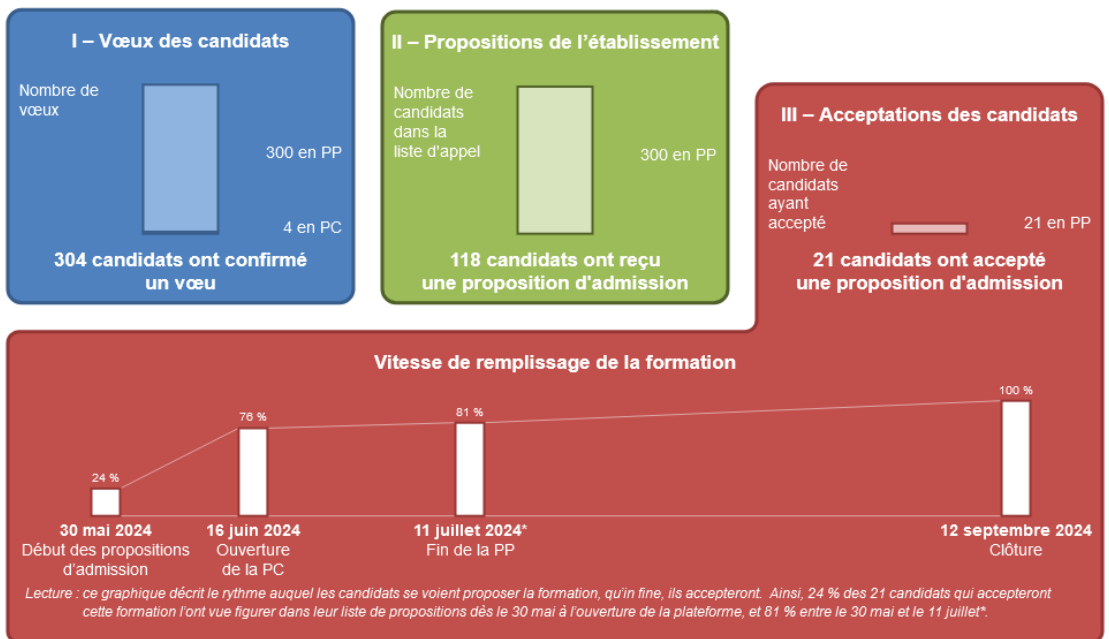 I – Vœux des candidats
Nombre de
vœux
300 en PP
4 en PC
304 candidats ont confirmé
un vœu
II – Propositions de l'établissement
Nombre de
candidats
dans la
liste d'appel
300 en PP
118 candidats ont reçu
une proposition d'admission
III – Acceptations des candidats
Nombre de
candidats
ayant
accepté
21 en PP
21 candidats ont accepté
une proposition d'admission
Vitesse de remplissage de la formation
24 %
76 %
81 %
100 %
30 mai 2024
Début des propositions
d'admission
16 juin 2024
Ouverture
de la PC
11 juillet 2024*
Fin de la PP
12 septembre 2024
Clôture
Lecture : ce graphique décrit le rythme auquel les candidats se voient proposer la formation, qu'in fine, ils accepteront. Ainsi, 24 % des 21 candidats qui accepteront
cette formation l'ont vue figurer dans leur liste de propositions dès le 30 mai à l'ouverture de la plateforme, et 81 % entre le 30 mai et le 11 juillet*.